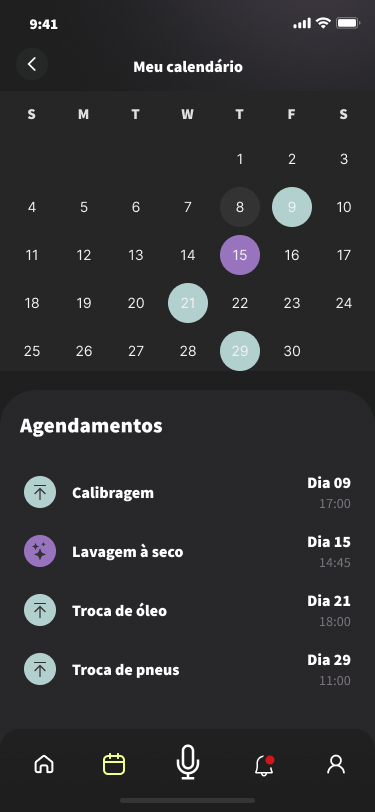 9:41
Meu calendário
S M T W T F S
1 2 3
4 5 6 7 8 9 10
11 12 13 14 15 16 17
18 19 20 21 22 23 24
25 26 27 28 29 30
Agendamentos
Calibragem Dia 09
17:00
Lavagem à seco Dia 15
14:45
Troca de óleo Dia 21
18:00
Troca de pneus Dia 29
11:00